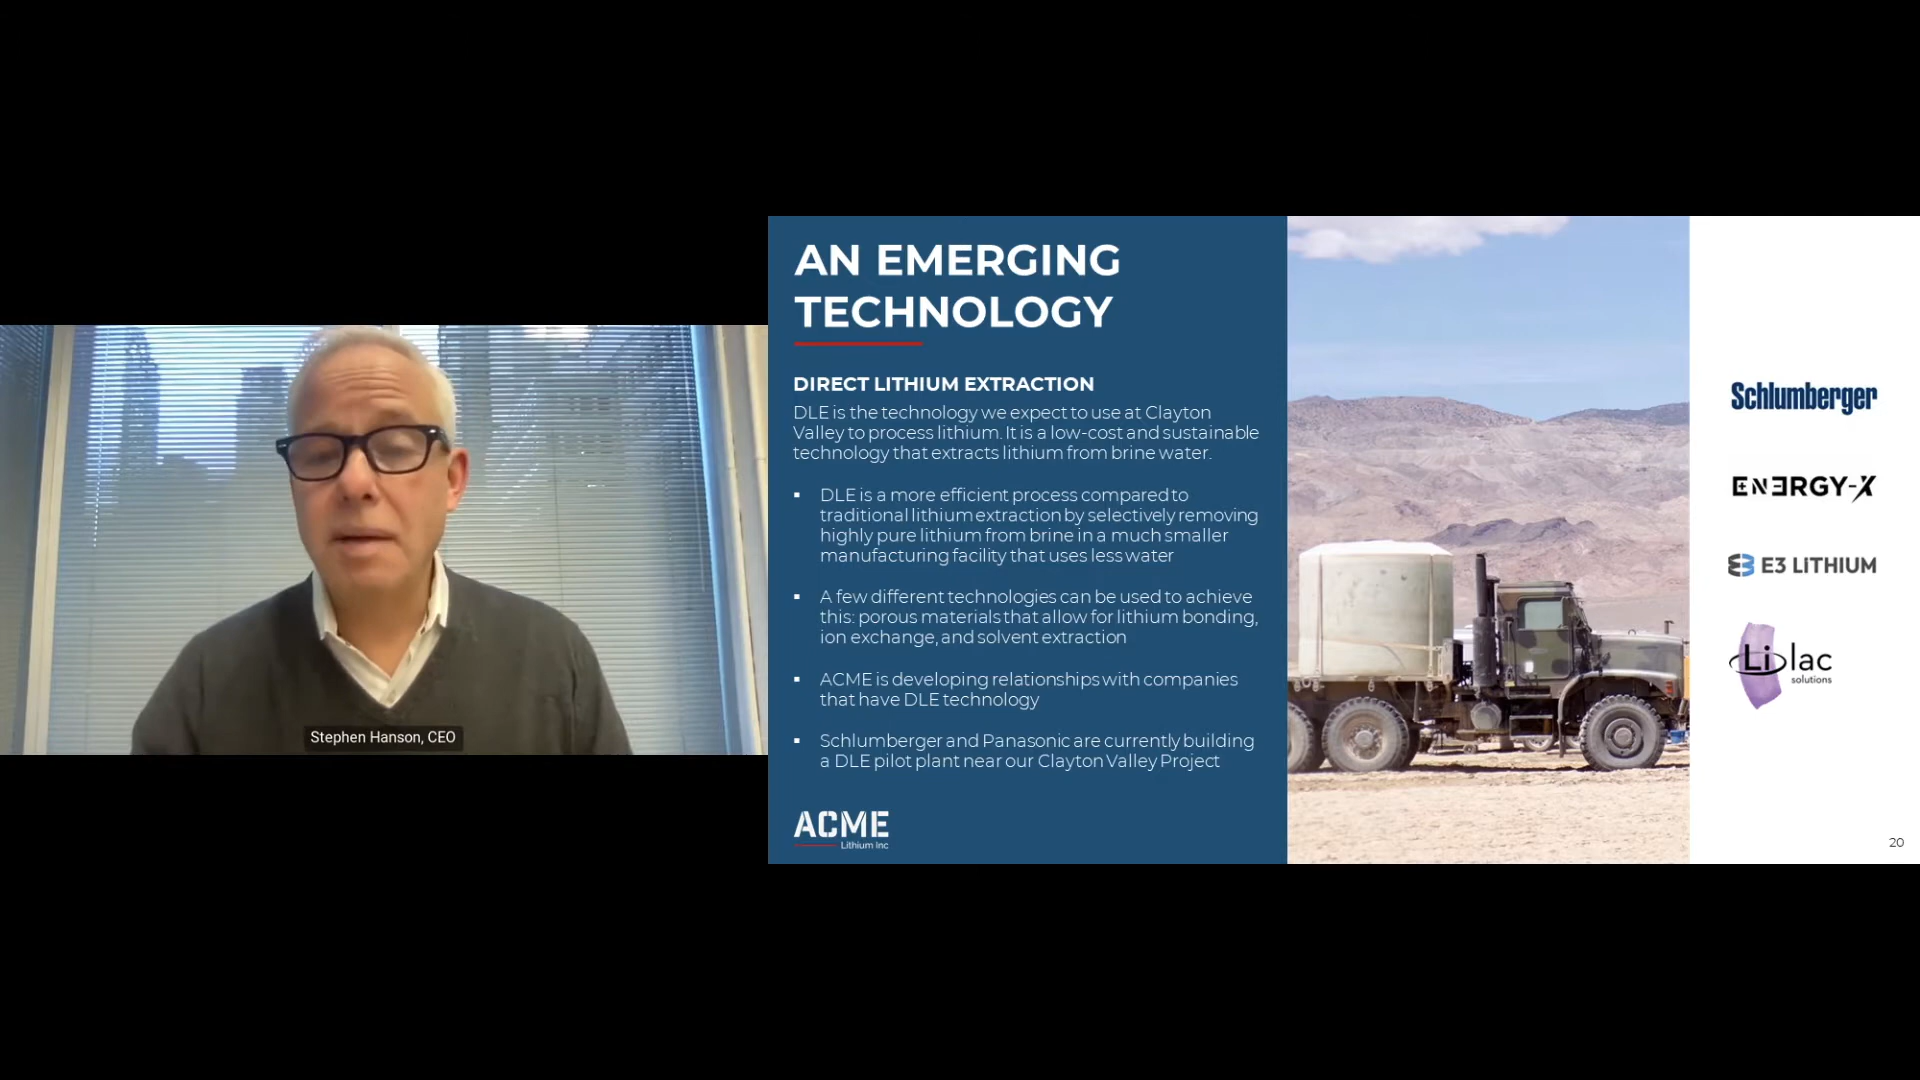 Stephen Hanson, CEO
AN EMERGING
TECHNOLOGY
DIRECT LITHIUM EXTRACTION
DLE is the technology we expect to use at Clayton
Valley to process lithium. It is a low-cost and sustainable
technology that extracts lithium from brine water.
▪ DLE is a more efficient process compared to
traditional lithium extraction by selectively removing
highly pure lithium from brine in a much smaller
manufacturing facility that uses less water
▪ A few different technologies can be used to achieve
this: porous materials that allow for lithium bonding,
ion exchange, and solvent extraction
▪ ACME is developing relationships with companies
that have DLE technology
▪ Schlumberger and Panasonic are currently building
a DLE pilot plant near our Clayton Valley Project
ACME
Lithium Inc
Schlumberger
ENERGY-X
E3 LITHIUM
Lilac
solutions
20